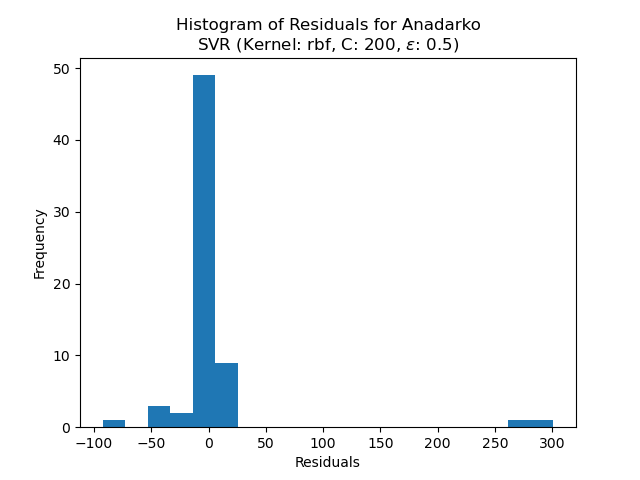 Histogram of Residuals for Anadarko
SVR (Kernel: rbf, C: 200, ε: 0.5)
50
40
30
20
10
0
Frequency
−100 −50 0 50 100 150 200 250 300
Residuals